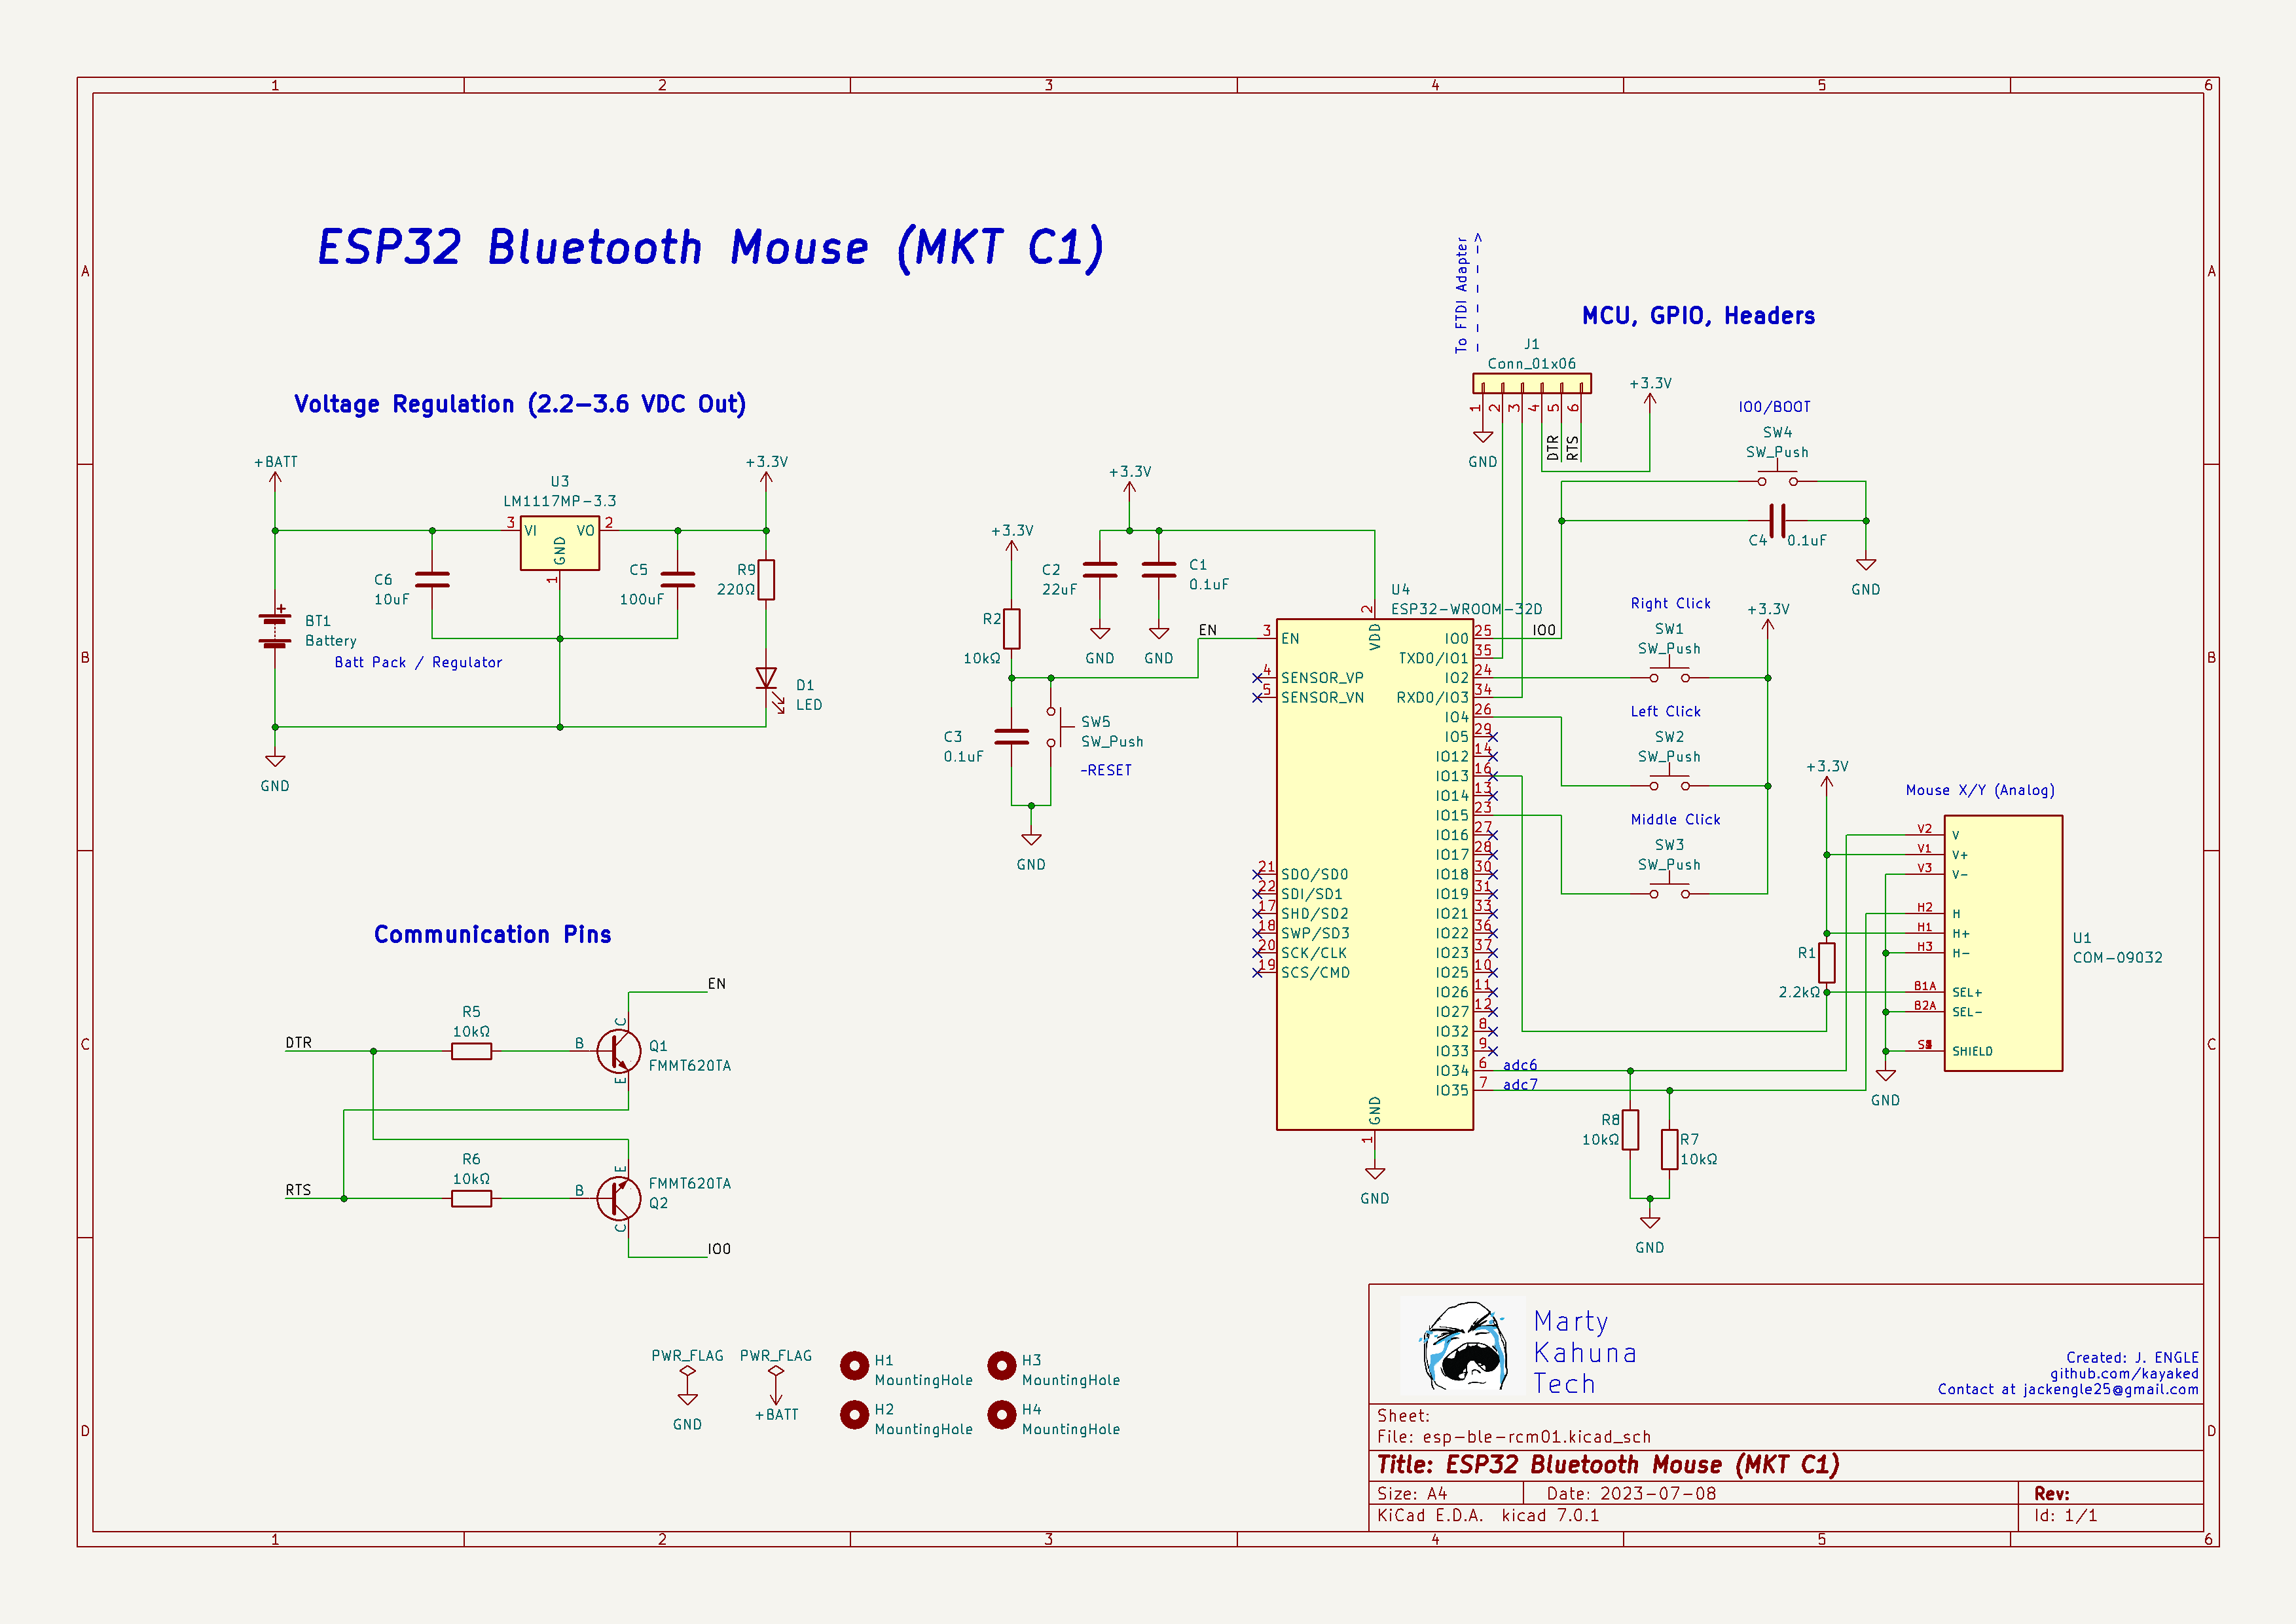 1 2 3 4 5 6
A
B
C
D
ESP32 Bluetooth Mouse (MKT C1)
Voltage Regulation (2.2-3.6 VDC Out)
+BATT
U3
LM1117MP-3.3
+3.3V
3 VI VO 2
GND
1
C6
10uF
C5
100uF
R9
220Ω
+
BT1
Battery
Batt Pack / Regulator
D1
LED
GND
Communication Pins
EN
R5
10kΩ
DTR
B
C
E
Q1
FMMT620TA
R6
10kΩ
RTS
B
E
C
FMMT620TA
Q2
IO0
PWR_FLAG
GND
PWR_FLAG
+BATT
H1
MountingHole
H2
MountingHole
H3
MountingHole
H4
MountingHole
+3.3V
+3.3V
C2
22uF
C1
0.1uF
GND
GND
R2
10kΩ
EN
C3
0.1uF
SW5
SW_Push
-RESET
GND
To FTDI Adapter
- - - - - - - ->
MCU, GPIO, Headers
J1
Conn_01x06
1 2 3 4 5 6
GND
DTR
RTS
+3.3V
IO0/BOOT
SW4
SW_Push
C4 0.1uF
GND
U4
ESP32-WROOM-32D
2
VDD
3 EN
4 SENSOR_VP
5 SENSOR_VN
21 SDO/SD0
22 SDI/SD1
17 SHD/SD2
18 SWP/SD3
20 SCK/CLK
19 SCS/CMD
IO0 25 IO0
TXD0/IO1 35
IO2 24
RXD0/IO3 34
IO4 26
IO5 29
IO12 14
IO13 16
IO14 13
IO15 23
IO16 27
IO17 28
IO18 30
IO19 31
IO21 33
IO22 36
IO23 37
IO25 10
IO26 11
IO27 12
IO32 8
IO33 9
IO34 6 adc6
IO35 7 adc7
GND
1
GND
Right Click
SW1
SW_Push
+3.3V
Left Click
SW2
SW_Push
Middle Click
SW3
SW_Push
+3.3V
Mouse X/Y (Analog)
V2 V
V1 V+
V3 V-
H2 H
H1 H+
H3 H-
B1A SEL+
B2A SEL-
SHIELD
U1
COM-09032
R1
2.2kΩ
GND
R8
10kΩ
R7
10kΩ
GND
Marty
Kahuna
Tech
Created: J. ENGLE
github.com/kayaked
Contact at jackengle25@gmail.com
Sheet:
File: esp-ble-rcm01.kicad_sch
Title: ESP32 Bluetooth Mouse (MKT C1)
Size: A4 Date: 2023-07-08 Rev:
KiCad E.D.A. kicad 7.0.1 Id: 1/1
A
B
C
D
1 2 3 4 5 6